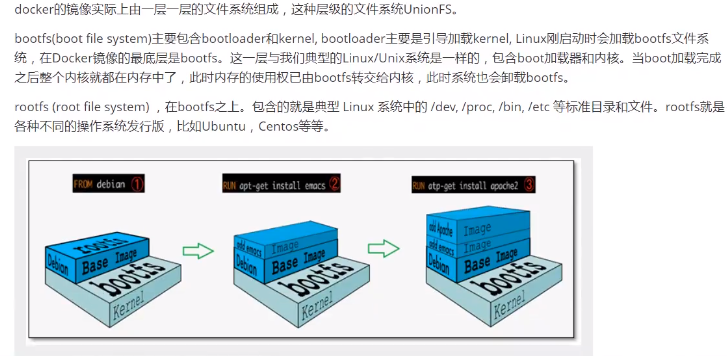 docker的镜像实际上由一层一层的文件系统组成，这种层级的文件系统UnionFS。
bootfs(boot file system)主要包含bootloader和kernel, bootloader主要是引导加载kernel, Linux刚启动时会加载bootfs文件系
统，在Docker镜像的最底层是bootfs。这一层与我们典型的Linux/Unix系统是一样的，包含boot加载器和内核。当boot加载完成
之后整个内核就都在内存中了，此时内存的使用权已由bootfs转交给内核，此时系统也会卸载bootfs。
rootfs (root file system) ，在bootfs之上。包含的就是典型 Linux 系统中的 /dev, /proc, /bin, /etc 等标准目录和文件。rootfs就是
各种不同的操作系统发行版，比如Ubuntu，Centos等等。
FROM debian ①
RUN apt-get install emacs ②
RUN atp-get install apache2 ③
rootfs
Debian Base Image
bootfs
Kernel
add emacs Image
Debian Base Image
bootfs
Kernel
add Apache Image
add emacs Image
Debian Base Image
bootfs
Kernel